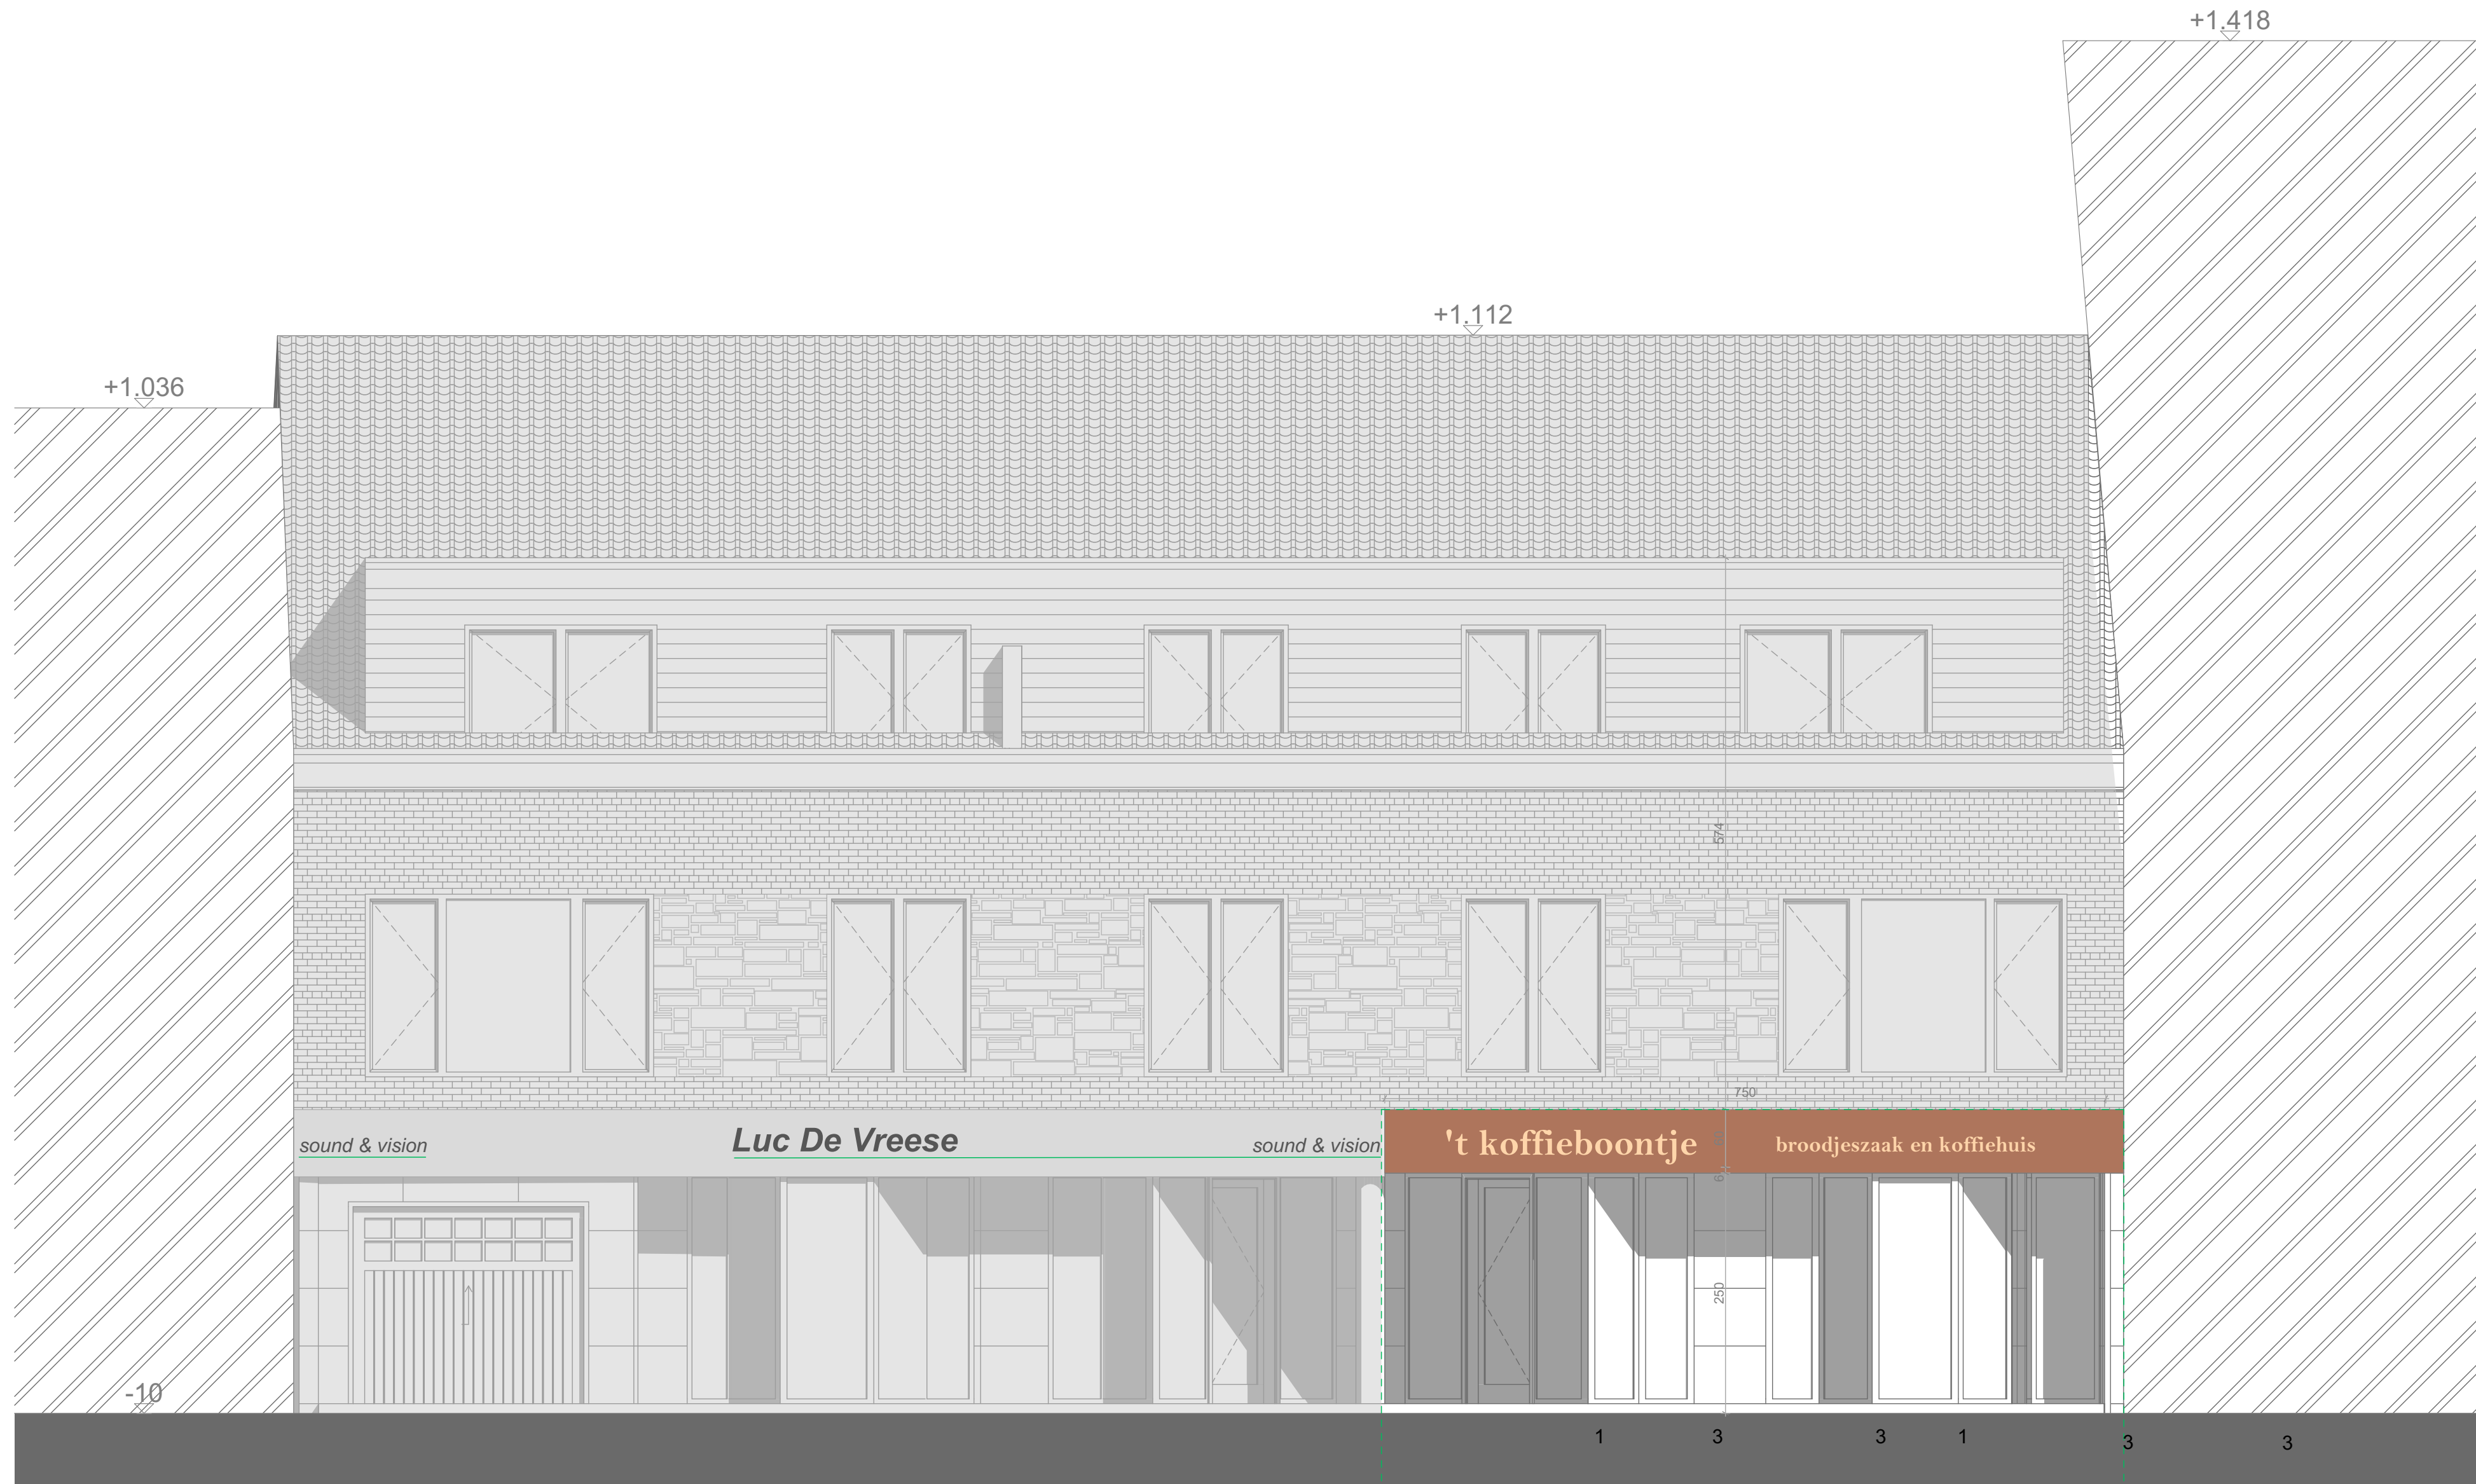 +1.418
+1.112
+1.036
574
750
sound & vision
Luc De Vreese
sound & vision
't koffieboontje
broodjeszaak en koffiehuis
6
250
-10
1 3 3 1 3 3